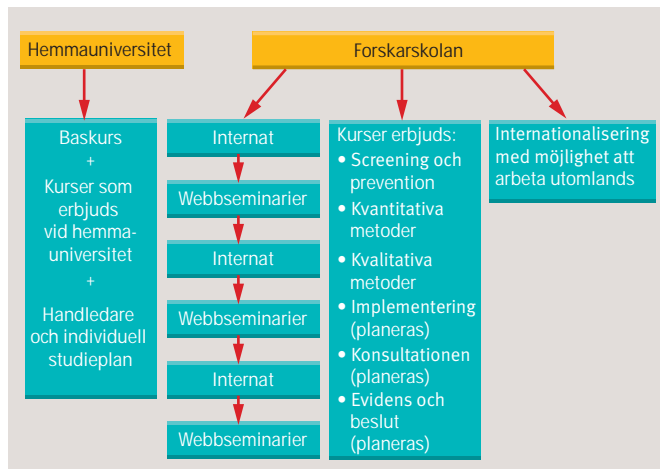 Hemmauniversitet
Forskarskolan
Baskurs
+
Kurser som
erbjuds
vid hemma-
universitet
+
Handledare
och individuell
studieplan
Internat
Webbseminarier
Internat
Webbseminarier
Internat
Webbseminarier
Kurser erbjuds:
• Screening och
prevention
• Kvantitativa
metoder
• Kvalitativa
metoder
• Implementering
(planeras)
• Konsultationen
(planeras)
• Evidens och
beslut
(planeras)
Internationalisering
med möjlighet att
arbeta utomlands